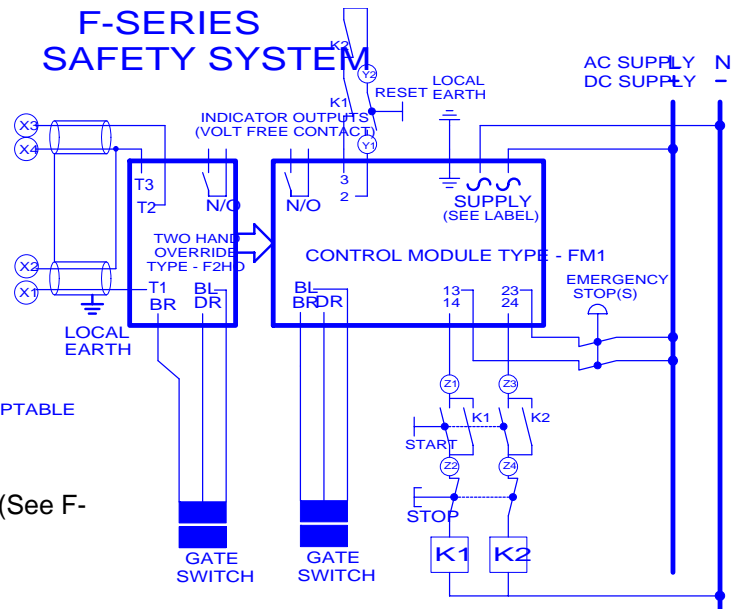 F-SERIES
SAFETY SYSTEM
AC SUPPLY N
DC SUPPLY + -
K2
Y2
RESET
LOCAL
EARTH
K1
INDICATOR OUTPUTS
(VOLT FREE CONTACT)
Y1
X3
X4
T3
T2
N/O
N/O
3
2
SUPPLY
(SEE LABEL)
TWO HAND
OVERRIDE
TYPE - F2HD
CONTROL MODULE TYPE - FM1
X2
X1
T1
BR
BL
DR
BL
BR
DR
13
14
23
24
EMERGENCY
STOP(S)
LOCAL
EARTH
Z1
Z3
K1
K2
START
PTABLE
Z2
Z4
(See F-
STOP
K1
K2
GATE
SWITCH
GATE
SWITCH